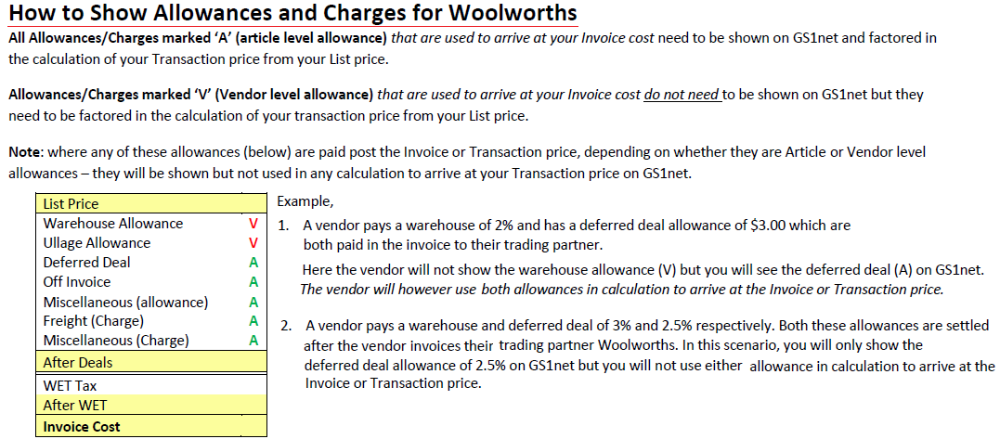 How to Show Allowances and Charges for Woolworths
All Allowances/Charges marked ‘A’ (article level allowance) that are used to arrive at your Invoice cost need to be shown on GS1net and factored in
the calculation of your Transaction price from your List price.
Allowances/Charges marked ‘V’ (Vendor level allowance) that are used to arrive at your Invoice cost do not need to be shown on GS1net but they
need to be factored in the calculation of your transaction price from your List price.
Note: where any of these allowances (below) are paid post the Invoice or Transaction price, depending on whether they are Article or Vendor level
allowances – they will be shown but not used in any calculation to arrive at your Transaction price on GS1net.
List Price
Warehouse Allowance V
Ullage Allowance V
Deferred Deal A
Off Invoice A
Miscellaneous (allowance) A
Freight (Charge) A
Miscellaneous (Charge) A
After Deals
WET Tax
After WET
Invoice Cost
Example,
1. A vendor pays a warehouse of 2% and has a deferred deal allowance of $3.00 which are
both paid in the invoice to their trading partner.
Here the vendor will not show the warehouse allowance (V) but you will see the deferred deal (A) on GS1net.
The vendor will however use both allowances in calculation to arrive at the Invoice or Transaction price.
2. A vendor pays a warehouse and deferred deal of 3% and 2.5% respectively. Both these allowances are settled
after the vendor invoices their trading partner Woolworths. In this scenario, you will only show the
deferred deal allowance of 2.5% on GS1net but you will not use either allowance in calculation to arrive at the
Invoice or Transaction price.